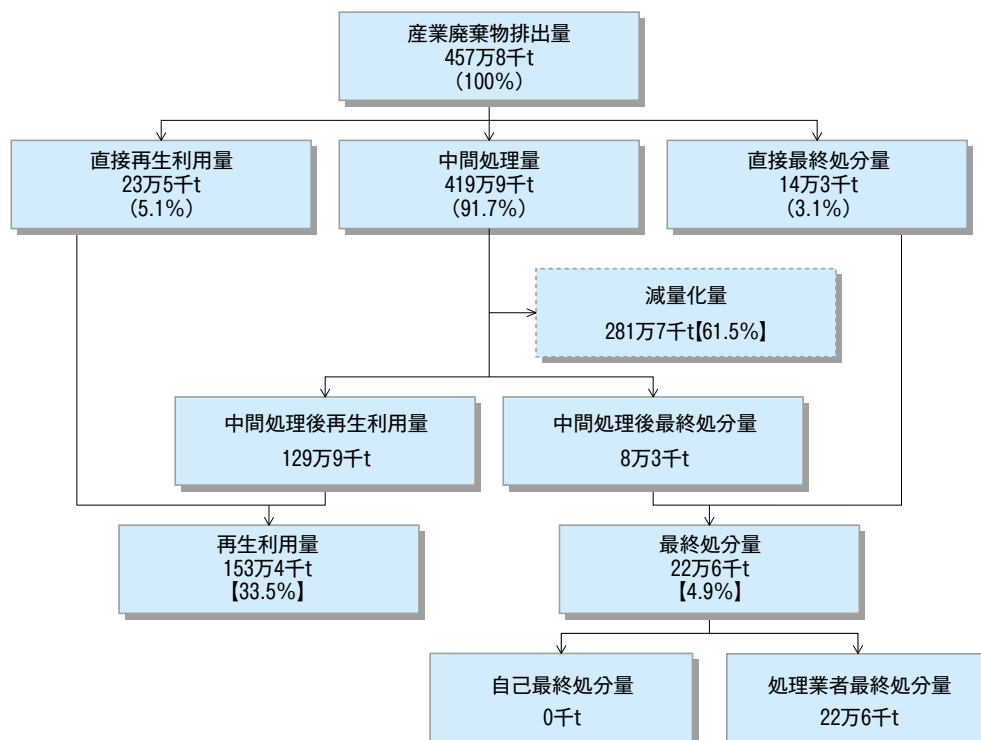 産業廃棄物排出量
457万8千t
(100%)
直接再生利用量
23万5千t
(5.1%)
中間処理量
419万9千t
(91.7%)
直接最終処分量
14万3千t
(3.1%)
減量化量
281万7千t【61.5%】
中間処理後再生利用量
129万9千t
中間処理後最終処分量
8万3千t
再生利用量
153万4千t
【33.5%】
最終処分量
22万6千t
【4.9%】
自己最終処分量
0千t
処理業者最終処分量
22万6千t